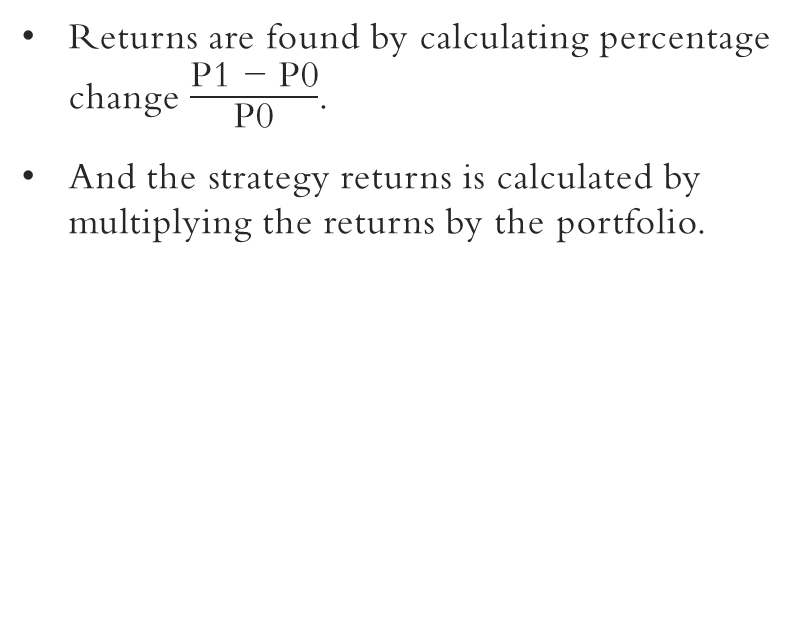 • Returns are found by calculating percentage
change \frac{P1 − P0}{P0}.
• And the strategy returns is calculated by
multiplying the returns by the portfolio.